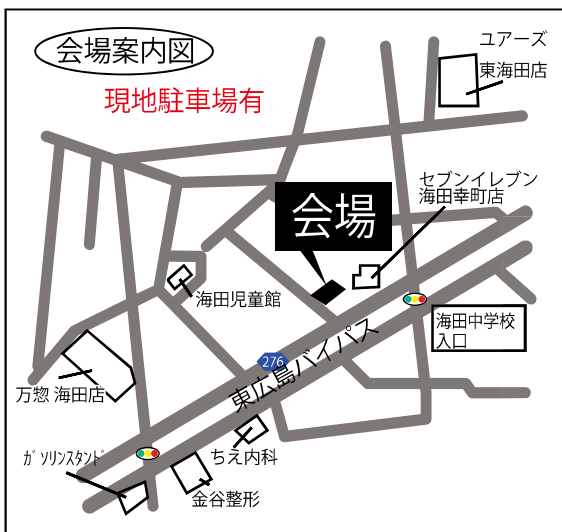 会場案内図
現地駐車場有
ユアーズ
東海田店
セブンイレブン
海田幸町店
会場
海田児童館
海田中学校
入口
276
東広島バイパス
万惣 海田店
ｶﾞｿﾘﾝｽﾀﾝﾄﾞ
ちえ内科
金谷整形